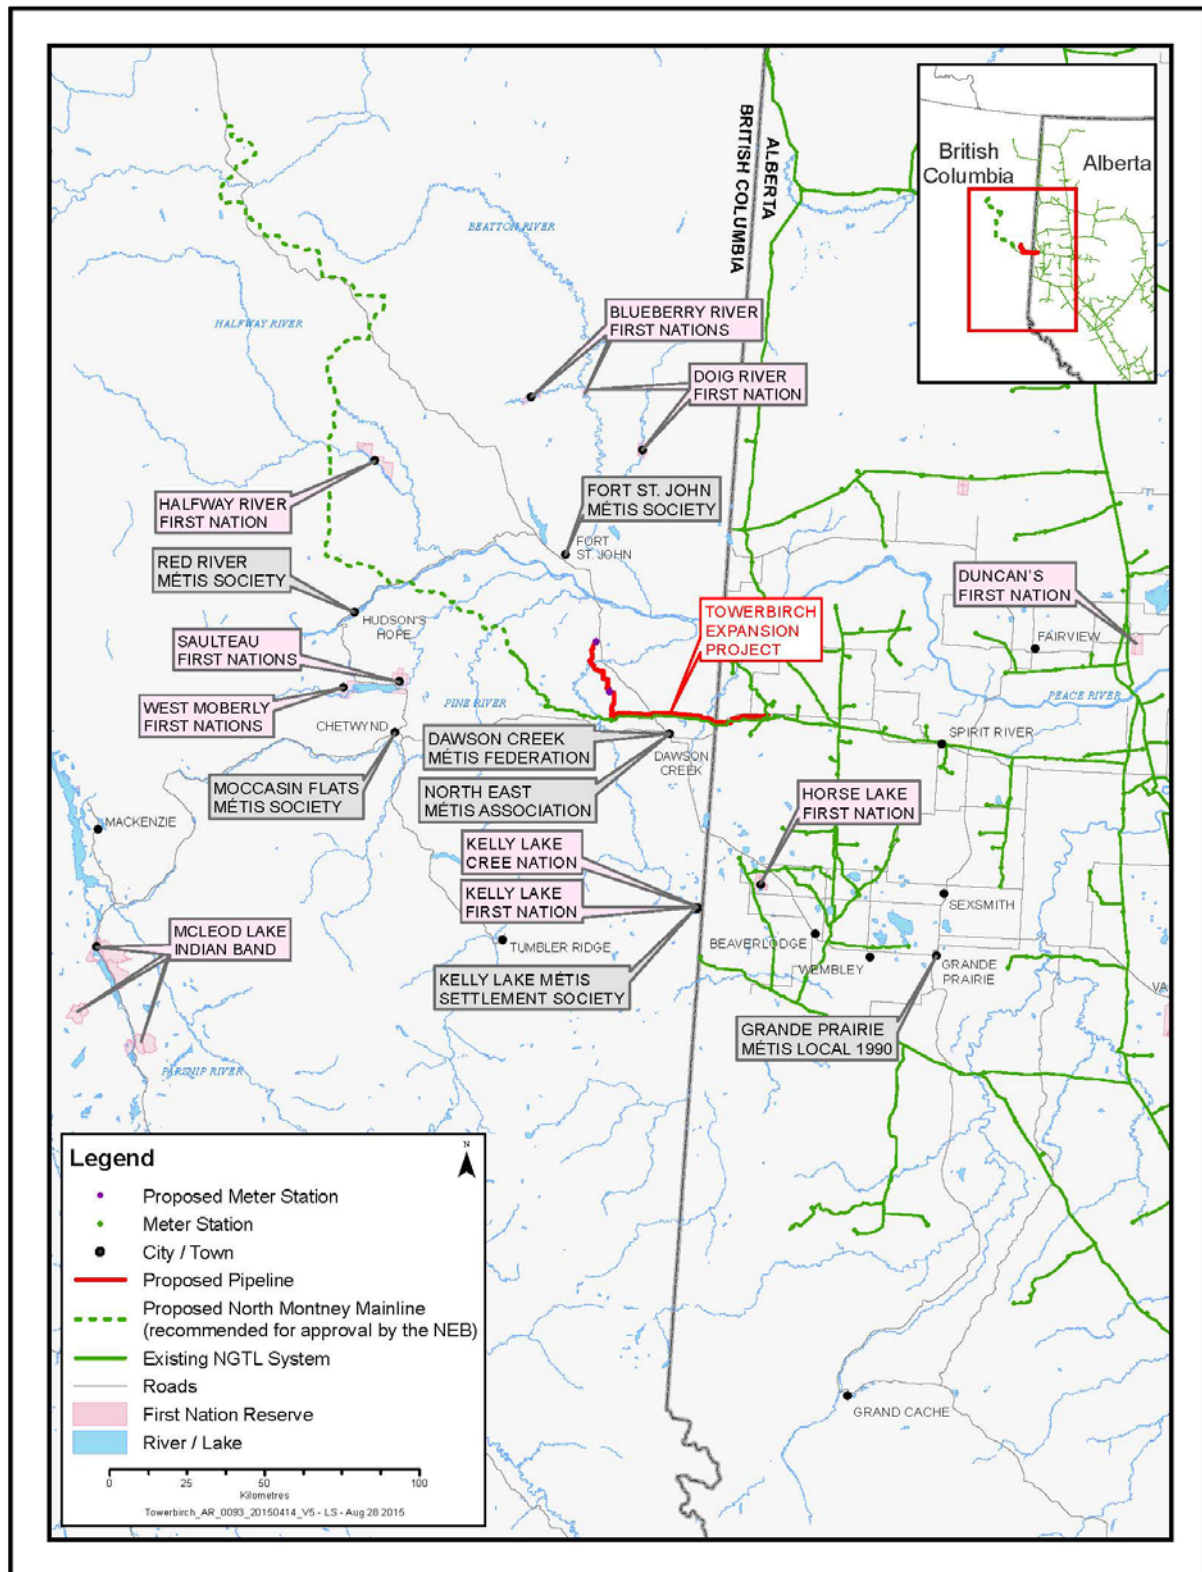 BRITISH COLUMBIA
ALBERTA
British
Columbia
Alberta
BEATTON RIVER
HALFWAY RIVER
BLUEBERRY RIVER
FIRST NATIONS
DOIG RIVER
FIRST NATION
HALFWAY RIVER
FIRST NATION
FORT ST. JOHN
MÉTIS SOCIETY
FORT
ST. JOHN
RED RIVER
MÉTIS SOCIETY
HUDSON'S
HOPE
DUNCAN'S
FIRST NATION
FAIRVIEW
TOWERBIRCH
EXPANSION
PROJECT
SAULTEAU
FIRST NATIONS
WEST MOBERLY
FIRST NATIONS
PINE RIVER
PEACE RIVER
CHETWYND
DAWSON CREEK
MÉTIS FEDERATION
DAWSON
CREEK
SPIRIT RIVER
MOCCASIN FLATS
MÉTIS SOCIETY
NORTH EAST
MÉTIS ASSOCIATION
HORSE LAKE
FIRST NATION
MACKENZIE
KELLY LAKE
CREE NATION
KELLY LAKE
FIRST NATION
SEXSMITH
MCLEOD LAKE
INDIAN BAND
TUMBLER RIDGE
BEAVERLODGE
WEMBLEY
GRANDE
PRAIRIE
KELLY LAKE MÉTIS
SETTLEMENT SOCIETY
VA
GRANDE PRAIRIE
MÉTIS LOCAL 1990
PARSNIP RIVER
GRAND CACHE
Legend
N
Proposed Meter Station
Meter Station
City / Town
Proposed Pipeline
Proposed North Montney Mainline
(recommended for approval by the NEB)
Existing NGTL System
Roads
First Nation Reserve
River / Lake
0 50 100
Kilometres
Towerbirch_AR_0093_20150414_V5 - LS - Aug 28 2015